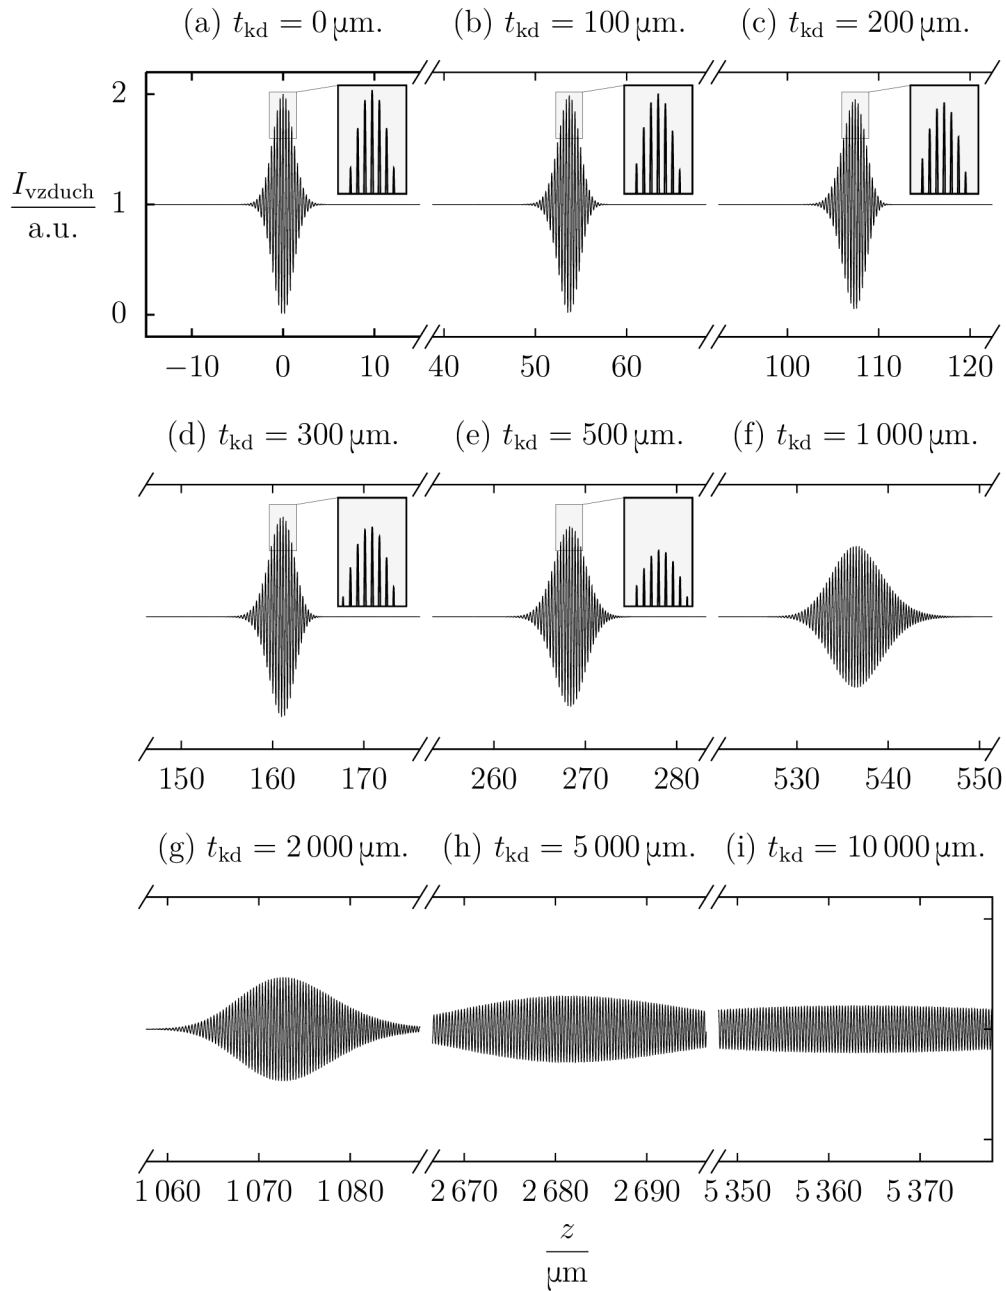 (a) t_kd = 0 μm. (b) t_kd = 100 μm. (c) t_kd = 200 μm.
2
I_vzduch
a.u.
1
0
−10 0 10 40 50 60 100 110 120
(d) t_kd = 300 μm. (e) t_kd = 500 μm. (f) t_kd = 1 000 μm.
150 160 170 260 270 280 530 540 550
(g) t_kd = 2 000 μm. (h) t_kd = 5 000 μm. (i) t_kd = 10 000 μm.
1 060 1 073 1 080 2 670 2 680 2 690 5 350 5 360 5 370
z
μm